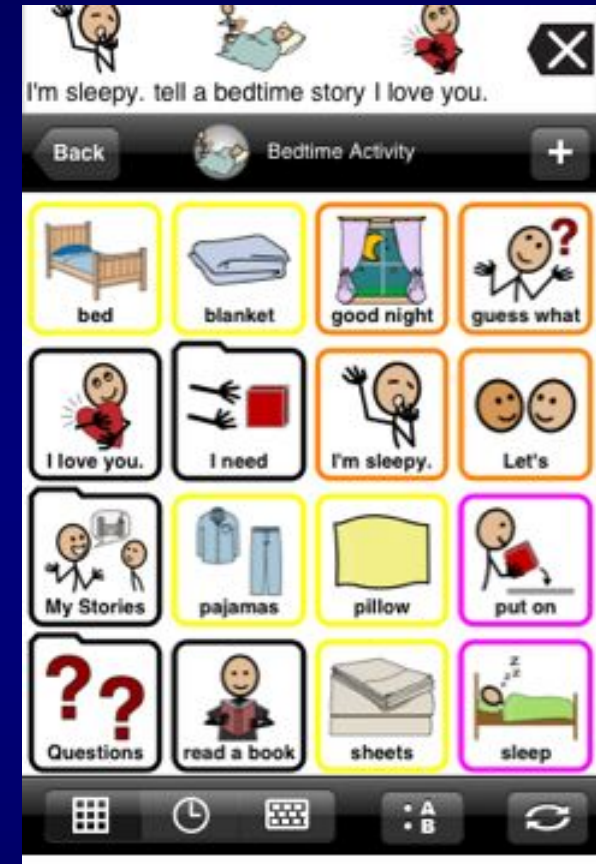 I'm sleepy. tell a bedtime story I love you.
Back Bedtime Activity +
bed blanket good night guess what
?
I love you. I need I'm sleepy. Let's
My Stories pajamas pillow put on
z z z
? ?
Questions read a book sheets sleep
A
B